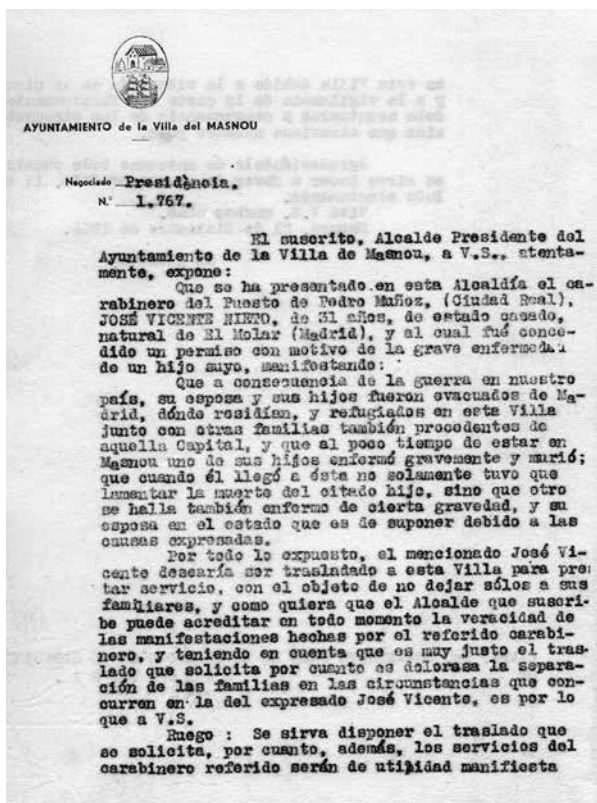 AYUNTAMIENTO de la Villa del MASNOU
Negociado Presidència.
N.º 1.767.
El suscrito, Alcalde Presidente del
Ayuntamiento de la Villa de Masnou, a V.S., atenta-
mente, expone:
Que se ha presentado en esta Alcaldía el ca-
rabinero del Puesto de Pedro Muñoz, (Ciudad Real),
JOSÉ VICENTE NIETO, de 31 años, de estado casado,
natural de El Molar (Madrid), y al cual fué conce-
dido un permiso con motivo de la grave enfermedad
de un hijo suyo, manifestando:
Que a consecuencia de la guerra en nuestro
país, su esposa y sus hijos fueron evacuados de Ma-
drid, dónde residían, y refugiados en esta Villa
junto con otras familias también procedentes de
aquella Capital, y que al poco tiempo de estar en
Masnou uno de sus hijos enfermó gravemente y murió;
que cuando él llegó a ésta no solamente tuvo que
lamentar la muerte del citado hijo, sino que otro
se halla también enfermo de cierta gravedad, y su
esposa en el estado que es de suponer debido a las
causas expresadas.
Por todo lo expuesto, el mencionado José Vi-
cente desearía ser trasladado a esta Villa para pres
tar servicio, con el objeto de no dejar sólos a sus
familiares, y como quiera que el Alcalde que suscri-
be puede acreditar en todo momento la veracidad de
las manifestaciones hechas por el referido carabi-
nero, y teniendo en cuenta que es muy justo el tras-
lado que solicita por cuanto es dolorasa la separa-
ción de las familias en las circunstancias que con-
curren en la del expresado José Vicente, es por lo
que a V.S.
Ruego : Se sirva disponer el traslado que
se solicita, por cuanto, además, los servicios del
carabinero referido serán de utilidad manifiesta